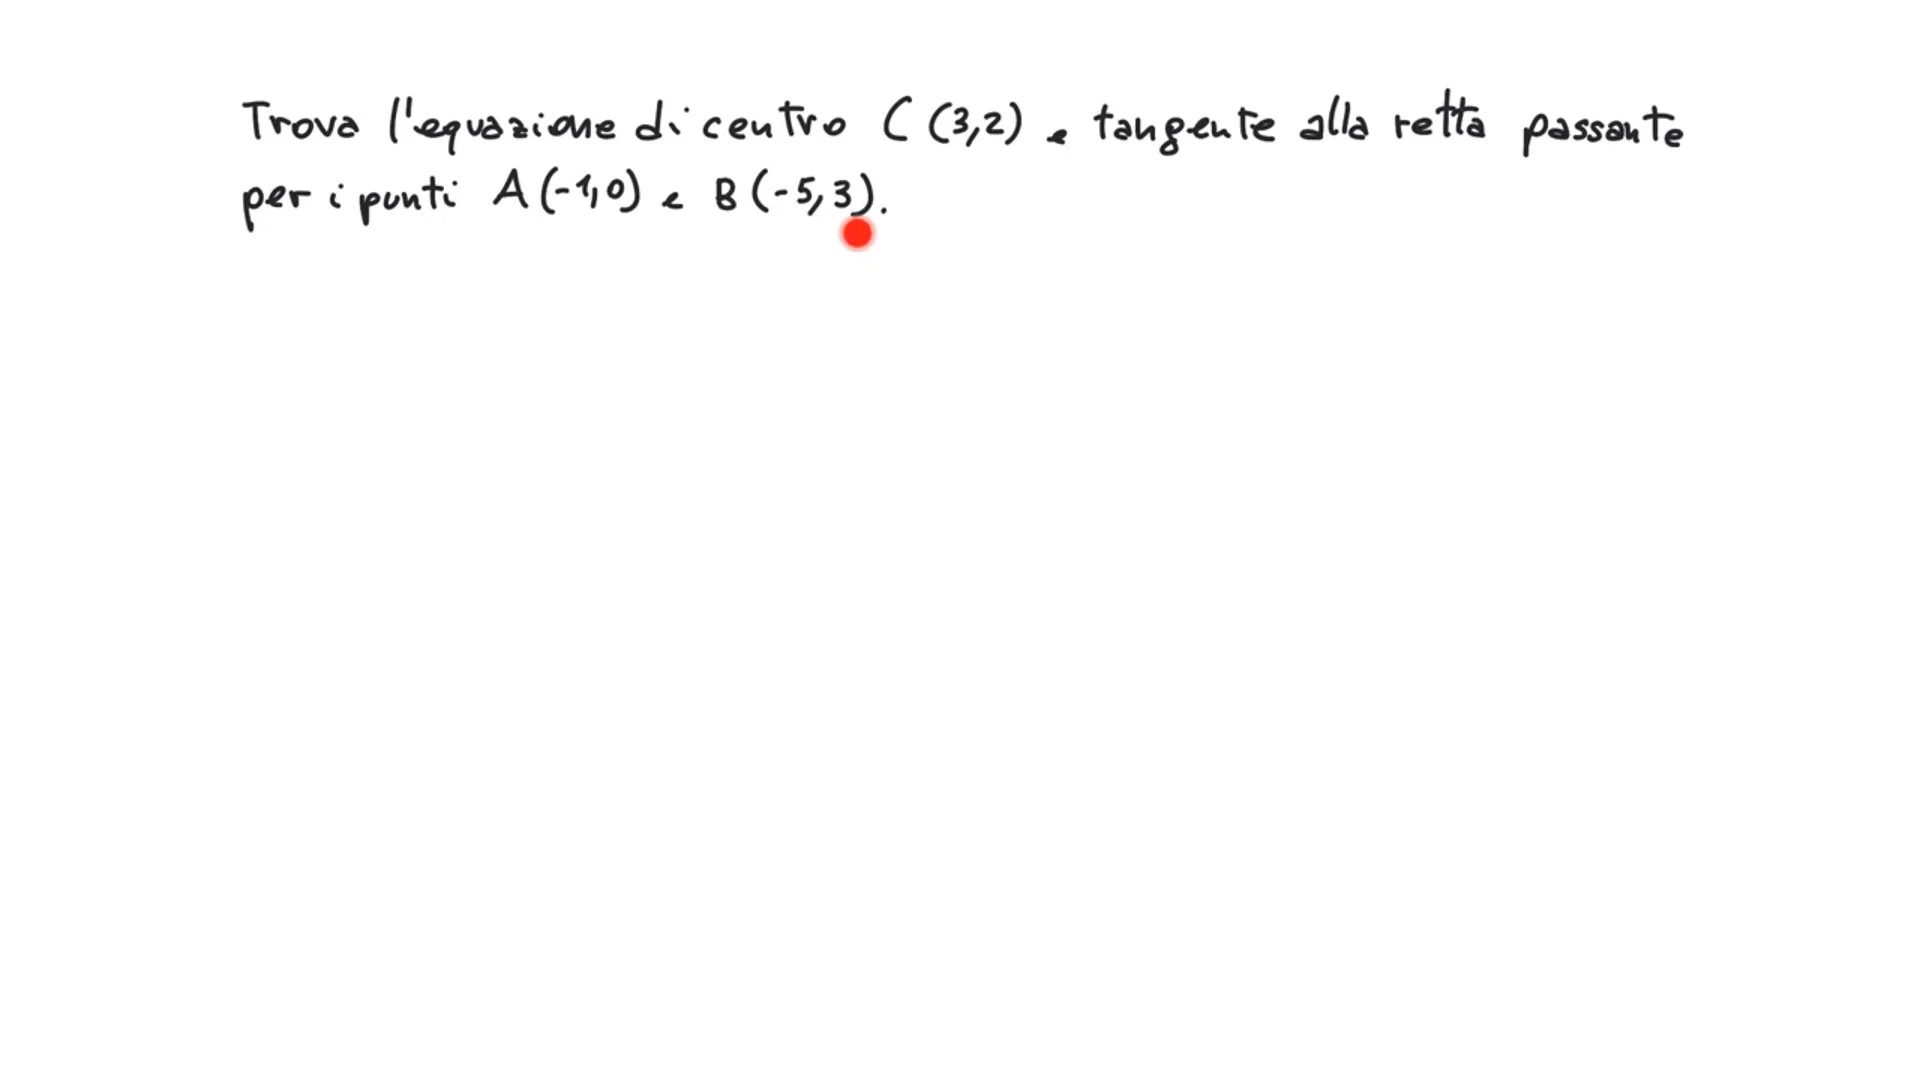 Trova l'equazione di centro C (3,2) e tangente alla retta passante
per i punti A (-1,0) e B (-5,3).